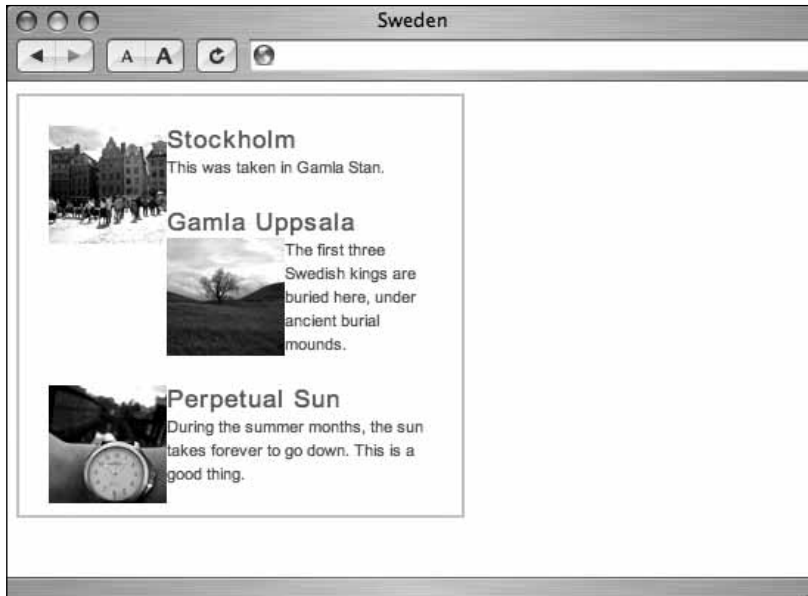 Sweden
A A
Stockholm
This was taken in Gamla Stan.
Gamla Uppsala
The first three
Swedish kings are
buried here, under
ancient burial
mounds.
Perpetual Sun
During the summer months, the sun
takes forever to go down. This is a
good thing.